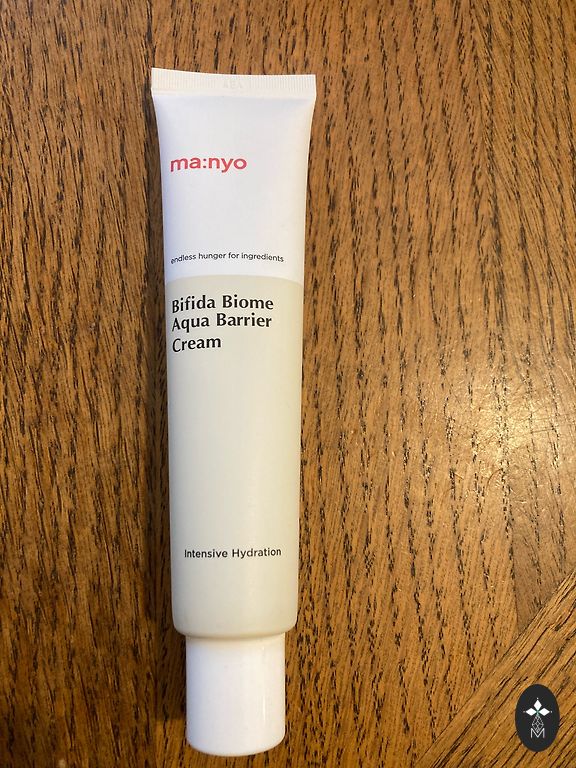 ma:nyo
endless hunger for ingredients
Bifida Biome
Aqua Barrier
Cream
Intensive Hydration
M